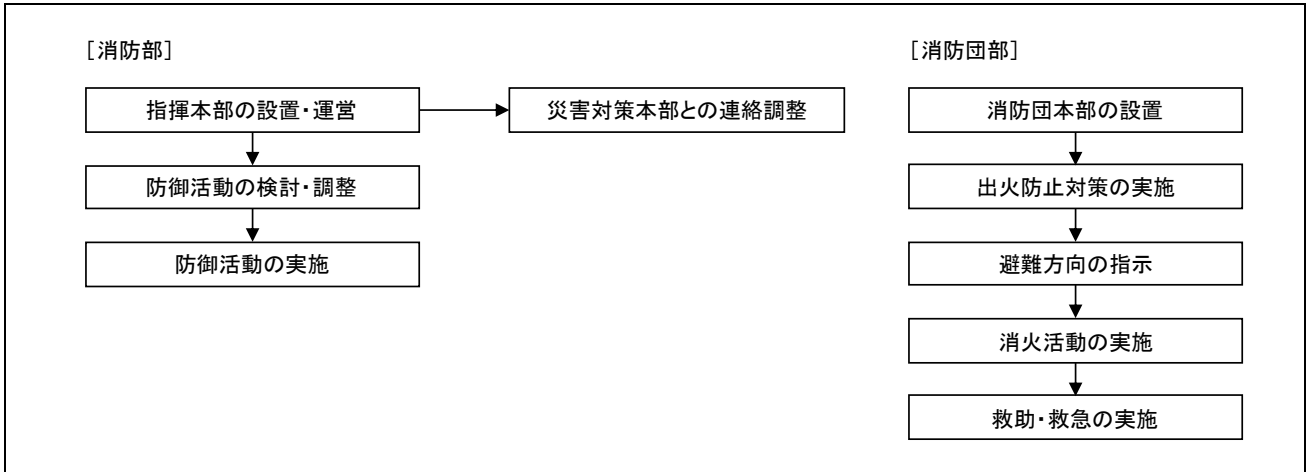 [消防部]
指揮本部の設置・運営
災害対策本部との連絡調整
防御活動の検討・調整
防御活動の実施
[消防団部]
消防団本部の設置
出火防止対策の実施
避難方向の指示
消火活動の実施
救助・救急の実施